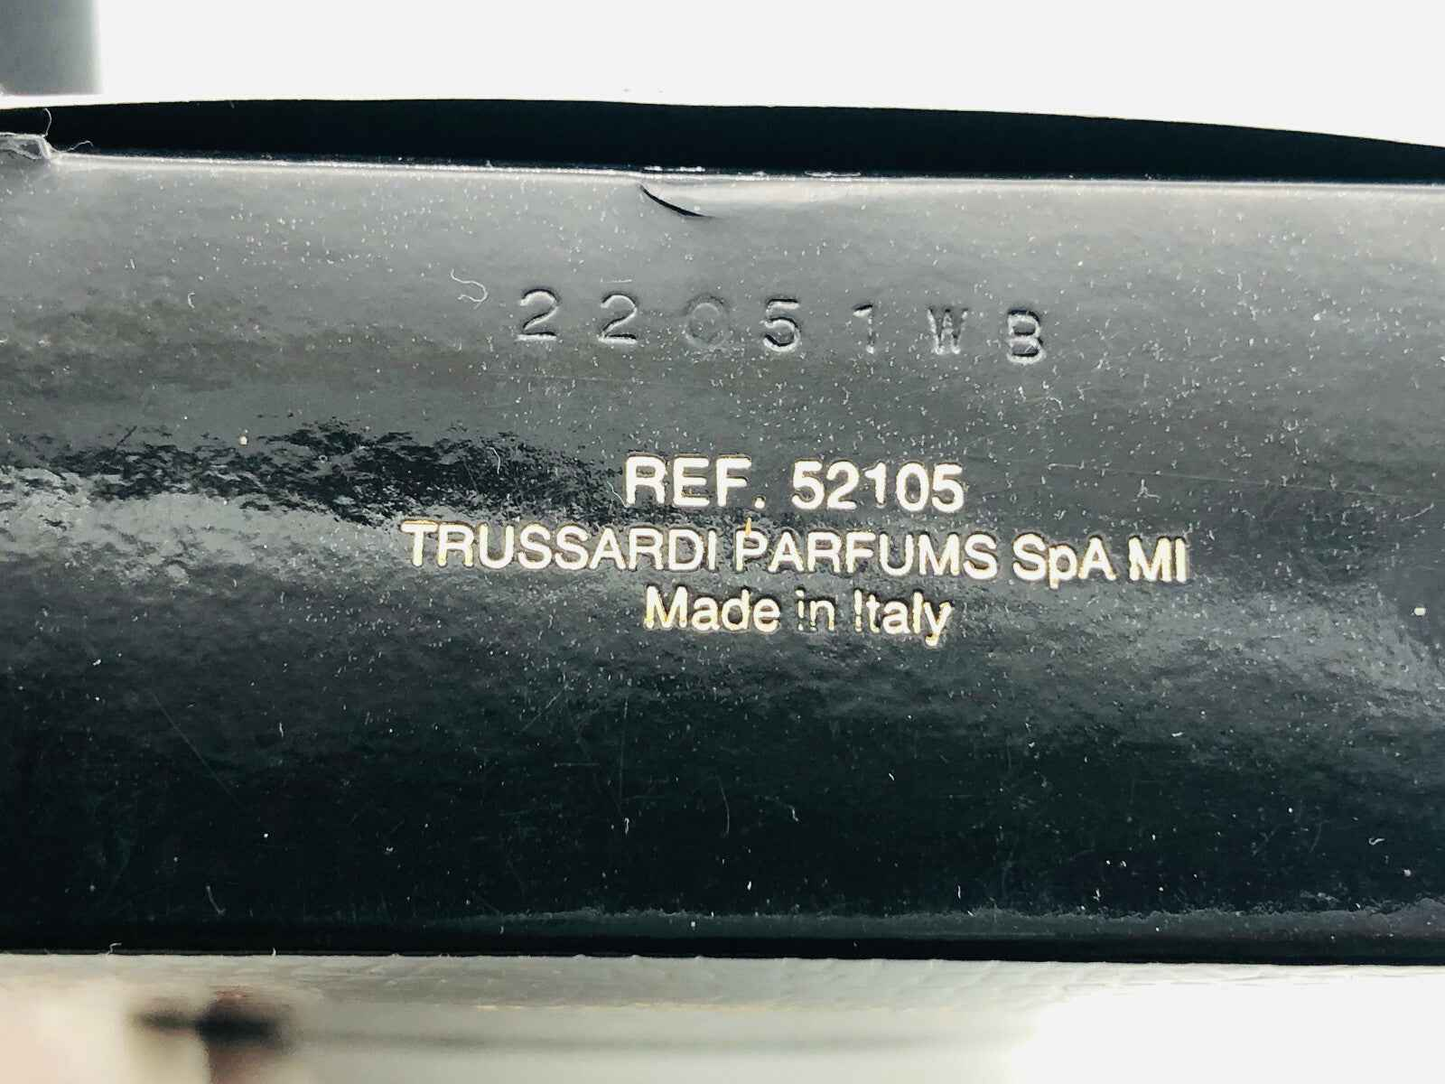 22051WB
REF. 52105
TRUSSARDI PARFUMS SpA MI
Made in Italy